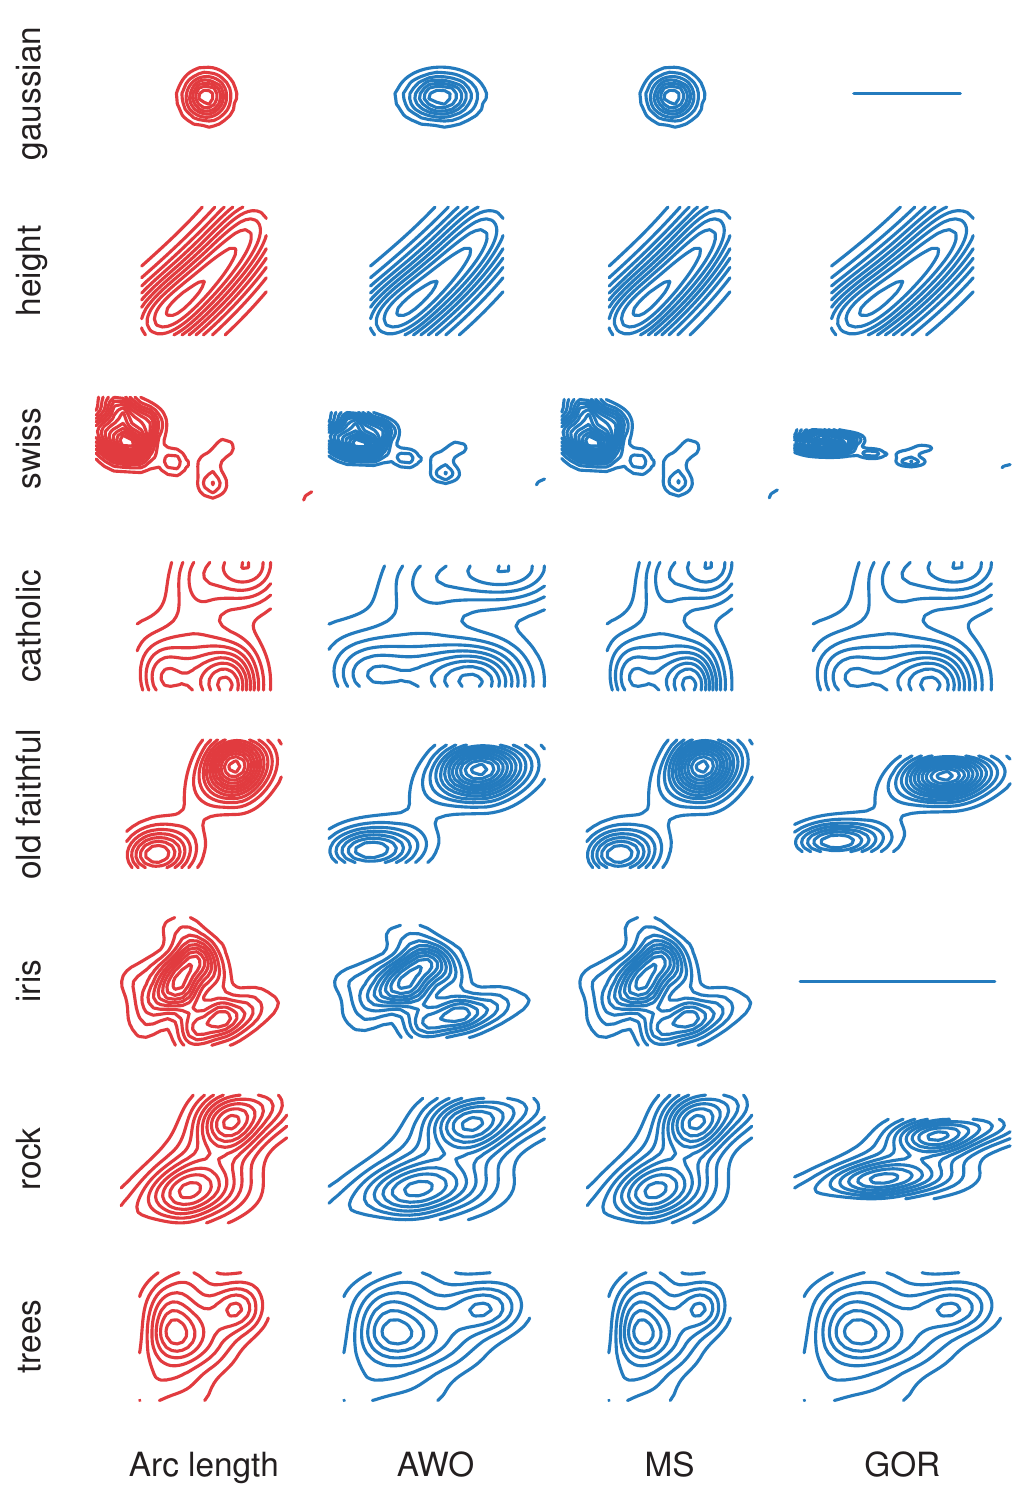 gaussian
height
swiss
catholic
old faithful
iris
rock
trees
Arc length
AWO
MS
GOR